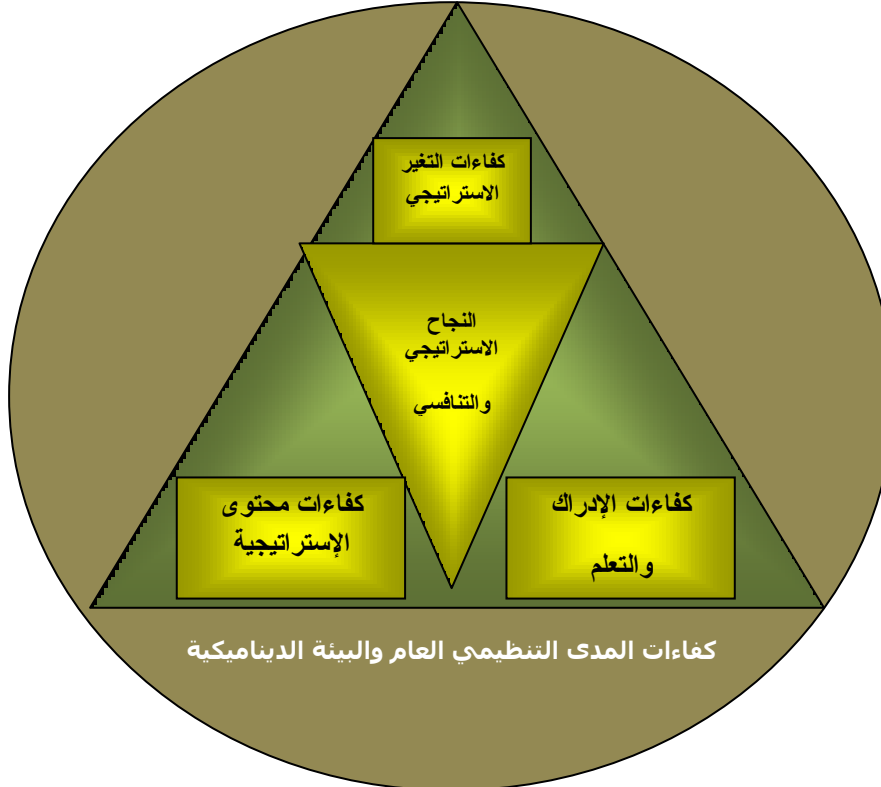 كفاءات التغير
الاستراتيجي
النجاح
الاستراتيجي
والتنافسي
كفاءات الإدراك
والتعلم
كفاءات محتوى
الإستراتيجية
كفاءات المدى التنظيمي العام والبيئة الديناميكية